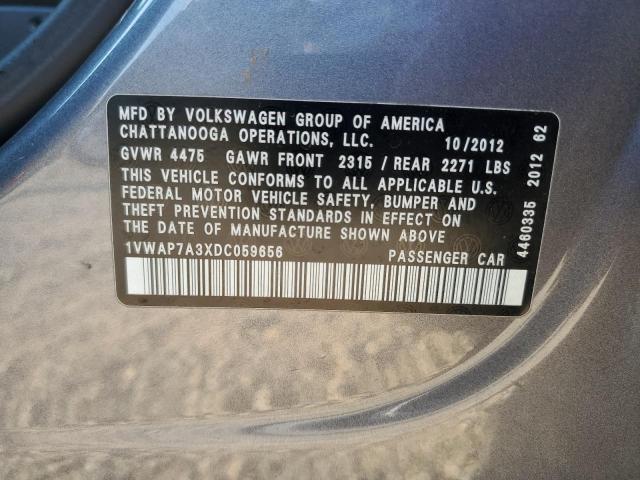 MFD BY VOLKSWAGEN GROUP OF AMERICA
CHATTANOOGA OPERATIONS, LLC. 10/2012
GVWR 4475 GAWR FRONT 2315 / REAR 2271 LBS
THIS VEHICLE CONFORMS TO ALL APPLICABLE U.S.
FEDERAL MOTOR VEHICLE SAFETY, BUMPER AND
THEFT PREVENTION STANDARDS IN EFFECT ON
THE DATE OF MANUFACTURE SHOWN ABOVE
1VWAP7A3XDC059656 PASSENGER CAR
4460335 2012 62